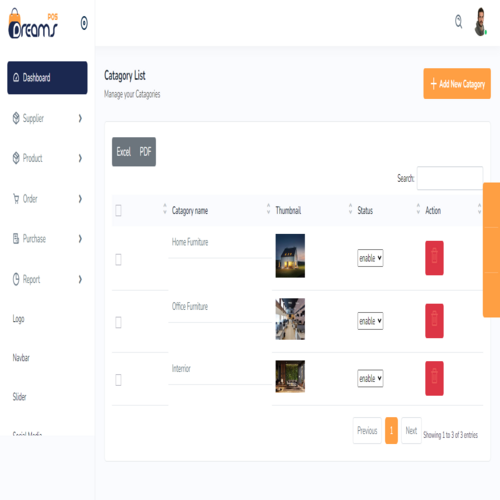 POS
Dreams
Dashboard
Supplier
Product
Order
Purchase
Report
Logo
Navbar
Slider
Social Media
Catagory List
Manage your Catagories
+ Add New Catagory
Excel PDF
Search:
Catagory name Thumbnail Status Action
Home Furniture enable
Office Furniture enable
Interrior enable
Previous 1 Next Showing 1 to 3 of 3 entries